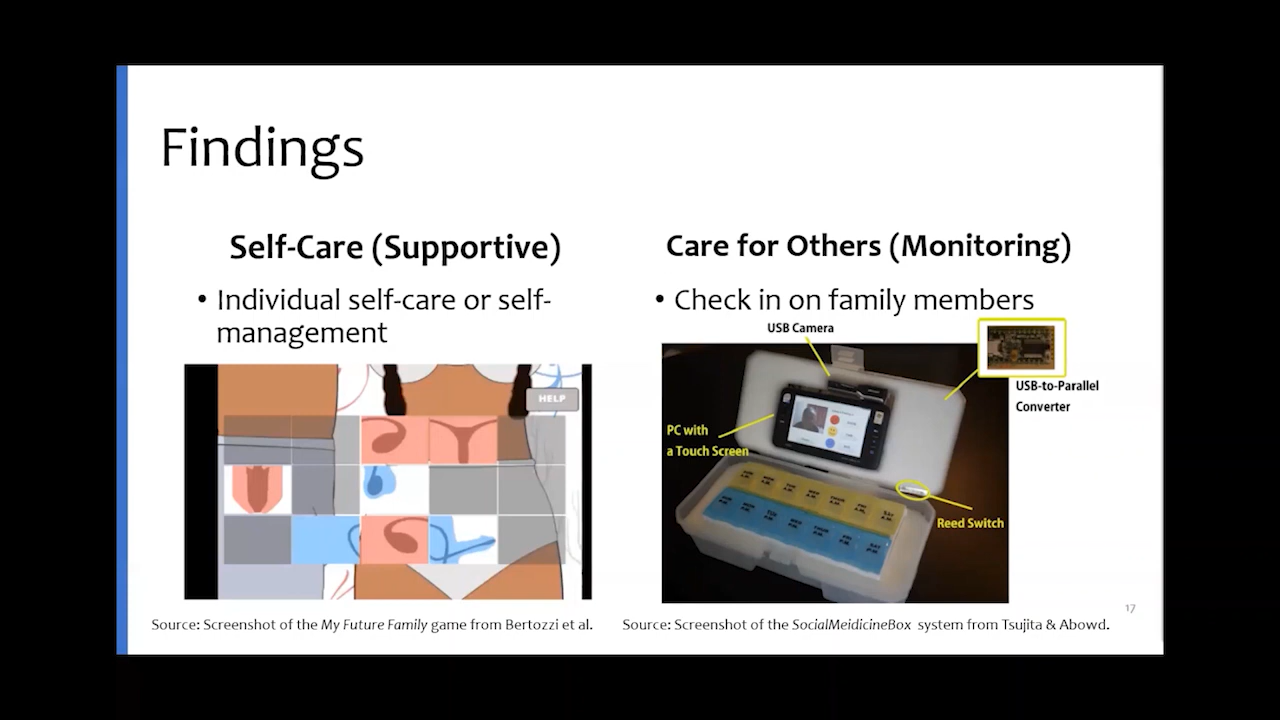 Findings
Self-Care (Supportive)
• Individual self-care or self-
management
HELP
Source: Screenshot of the My Future Family game from Bertozzi et al.
Care for Others (Monitoring)
• Check in on family members
USB Camera
USB-to-Parallel
Converter
PC with
a Touch Screen
Reed Switch
Source: Screenshot of the SocialMeidicineBox system from Tsujita & Abowd.
17